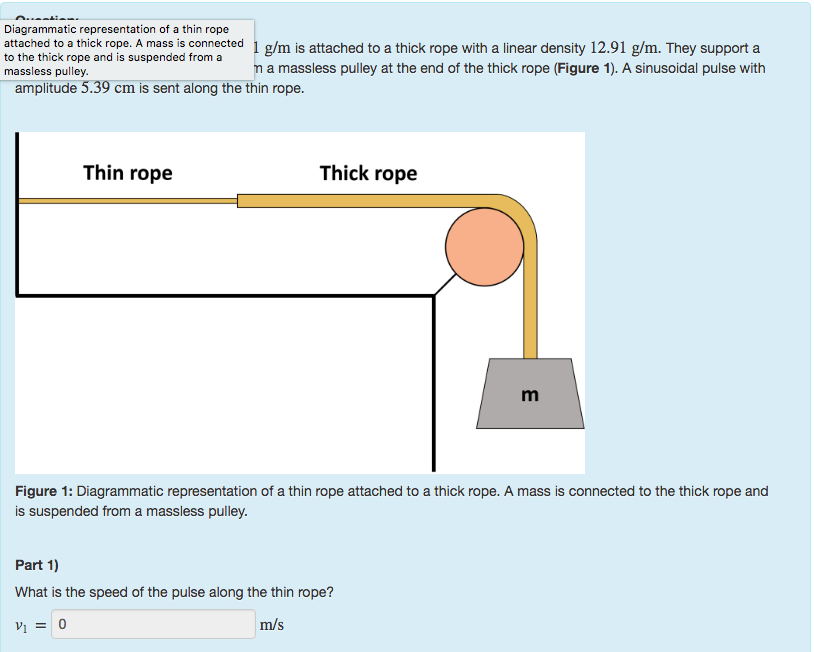 Question:
Diagrammatic representation of a thin rope
attached to a thick rope. A mass is connected
to the thick rope and is suspended from a
massless pulley.
1 g/m is attached to a thick rope with a linear density 12.91 g/m. They support a
a massless pulley at the end of the thick rope (Figure 1). A sinusoidal pulse with
amplitude 5.39 cm is sent along the thin rope.
Thin rope
Thick rope
m
Figure 1: Diagrammatic representation of a thin rope attached to a thick rope. A mass is connected to the thick rope and
is suspended from a massless pulley.
Part 1)
What is the speed of the pulse along the thin rope?
v₁ = 0 m/s